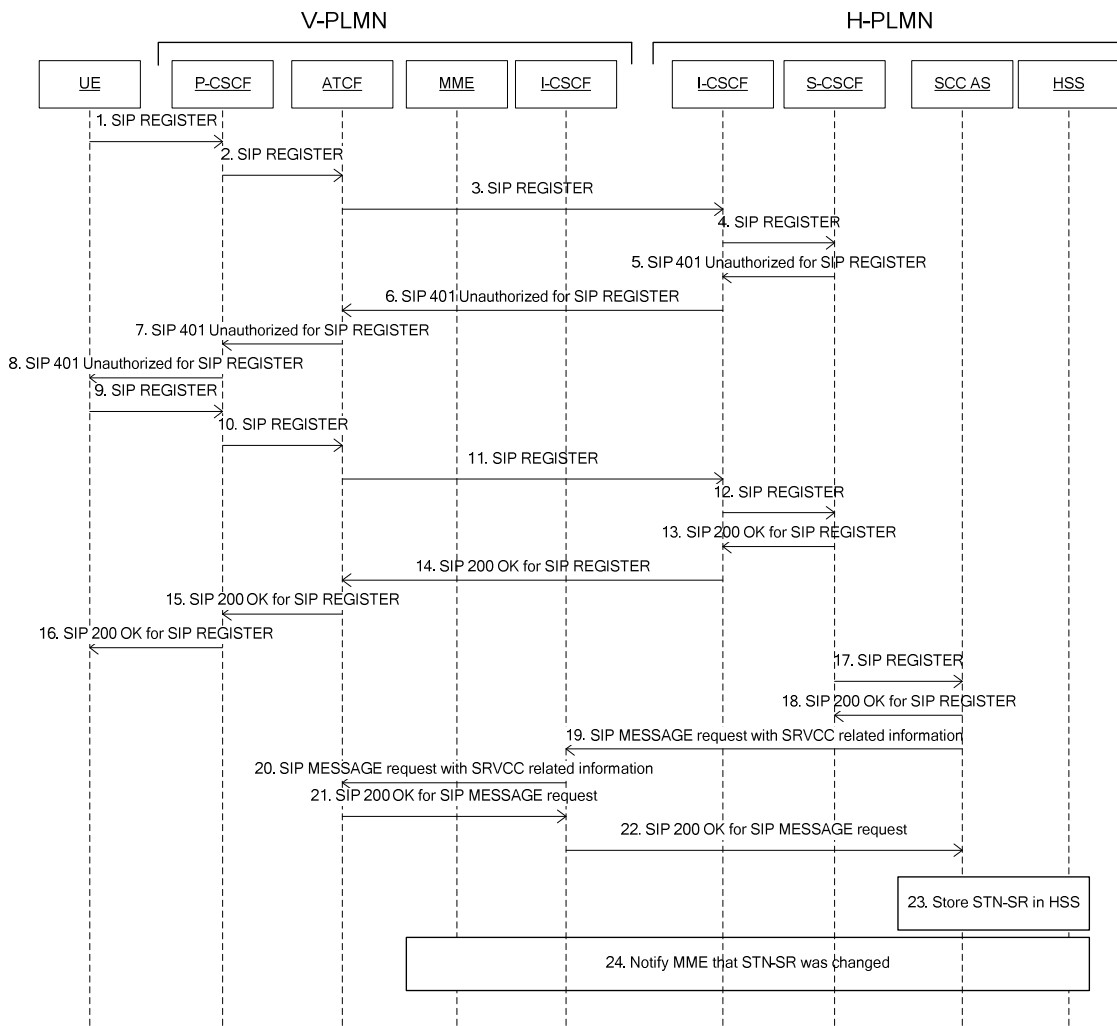 V-PLMN
H-PLMN
UE
P-CSCF
ATCF
MME
I-CSCF
I-CSCF
S-CSCF
SCC AS
HSS
1. SIP REGISTER
2. SIP REGISTER
3. SIP REGISTER
4. SIP REGISTER
5. SIP 401 Unauthorized for SIP REGISTER
6. SIP 401 Unauthorized for SIP REGISTER
7. SIP 401 Unauthorized for SIP REGISTER
8. SIP 401 Unauthorized for SIP REGISTER
9. SIP REGISTER
10. SIP REGISTER
11. SIP REGISTER
12. SIP REGISTER
13. SIP 200 OK for SIP REGISTER
14. SIP 200 OK for SIP REGISTER
15. SIP 200 OK for SIP REGISTER
16. SIP 200 OK for SIP REGISTER
17. SIP REGISTER
18. SIP 200 OK for SIP REGISTER
19. SIP MESSAGE request with SRVCC related information
20. SIP MESSAGE request with SRVCC related information
21. SIP 200 OK for SIP MESSAGE request
22. SIP 200 OK for SIP MESSAGE request
23. Store STN-SR in HSS
24. Notify MME that STN-SR was changed